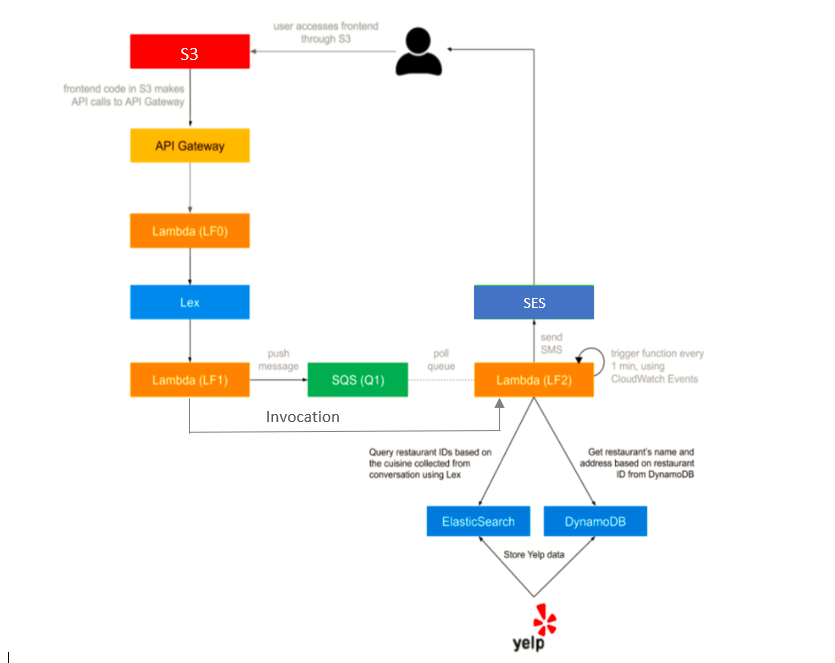 user accesses frontend
through S3
S3
frontend code in S3 makes
API calls to API Gateway
API Gateway
Lambda (LF0)
Lex
SES
send
SMS
push
message
poll
queue
trigger function every
1 min, using
CloudWatch Events
Lambda (LF1)
SQS (Q1)
Lambda (LF2)
Invocation
Query restaurant IDs based on
the cuisine collected from
conversation using Lex
Get restaurant's name and
address based on restaurant
ID from DynamoDB
ElasticSearch
DynamoDB
Store Yelp data
yelp